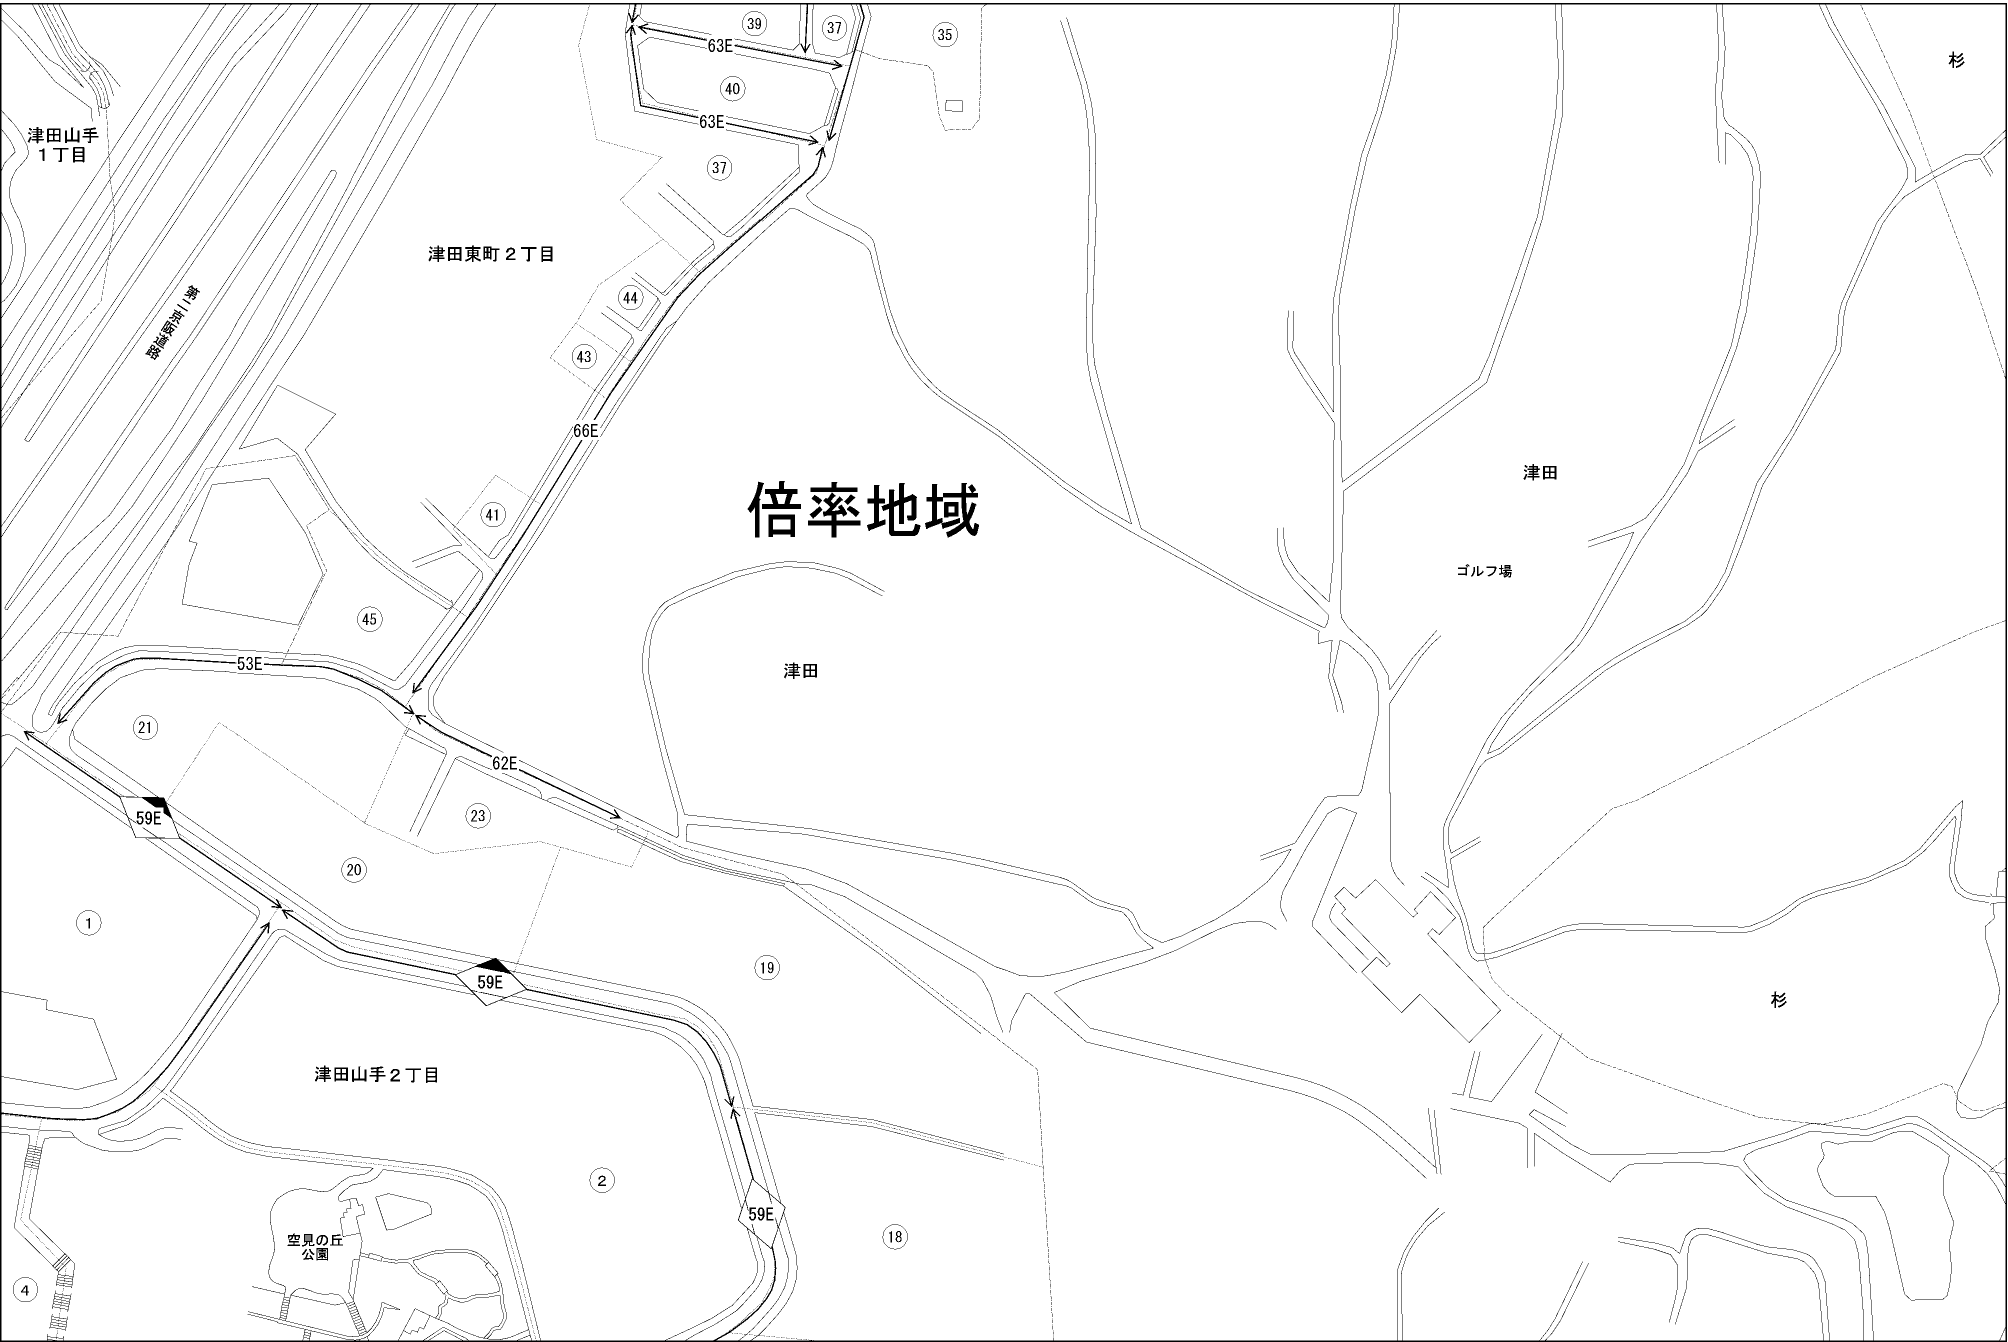 39
37
35
63E
杉
40
63E
津田山手
１丁目
37
津田東町２丁目
44
第二京阪道路
43
66E
津田
倍率地域
41
ゴルフ場
45
53E
津田
21
62E
59E
23
20
1
19
59E
杉
津田山手２丁目
2
59E
18
空見の丘
公園
4